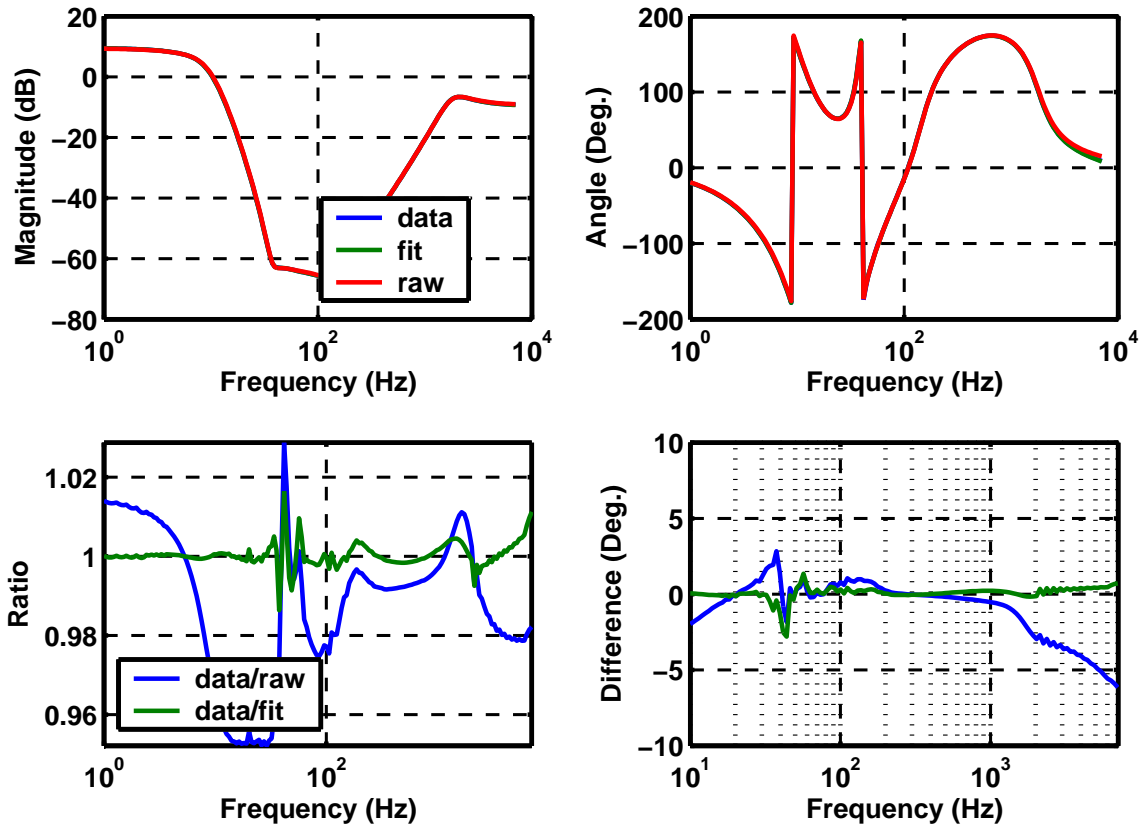 20
0
−20
−40
−60
−80
Magnitude (dB)
data
fit
raw
10^0
10^2
10^4
Frequency (Hz)
200
100
0
−100
−200
Angle (Deg.)
10^0
10^2
10^4
Frequency (Hz)
1.02
1
0.98
0.96
Ratio
data/raw
data/fit
10^0
10^2
Frequency (Hz)
10
5
0
−5
−10
Difference (Deg.)
10^1
10^2
10^3
Frequency (Hz)